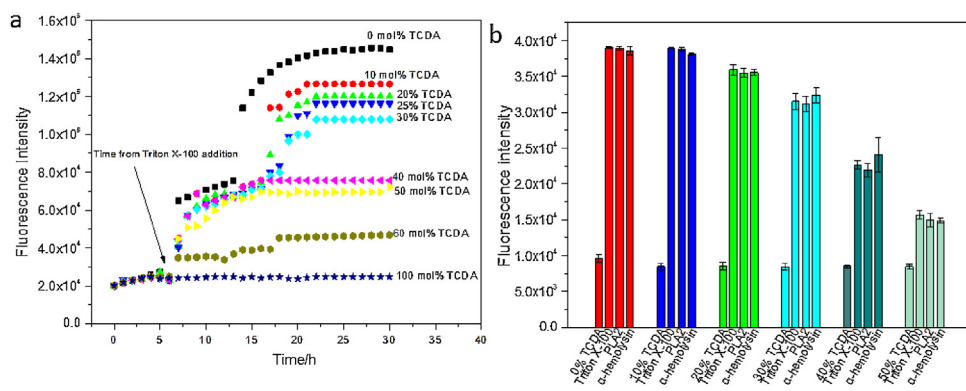 a
1.6x10⁵
1.4x10⁵
1.2x10⁵
1.0x10⁵
8.0x10⁴
6.0x10⁴
4.0x10⁴
2.0x10⁴
0.0
Fluorescence Intensity
0 mol% TCDA
10 mol% TCDA
20% TCDA
25% TCDA
30% TCDA
40 mol% TCDA
50 mol% TCDA
60 mol% TCDA
100 mol% TCDA
Time from Triton X-100 addition
0 5 10 15 20 25 30 35 40
Time/h
b
4.0x10⁴
3.5x10⁴
3.0x10⁴
2.5x10⁴
2.0x10⁴
1.5x10⁴
1.0x10⁴
5.0x10³
0.0
Fluorescence intensity
0% TCDA
Triton X-100
PLA2
α-hemolysin
10% TCDA
Triton X-100
PLA2
α-hemolysin
20% TCDA
Triton X-100
PLA2
α-hemolysin
30% TCDA
Triton X-100
PLA2
α-hemolysin
40% TCDA
Triton X-100
PLA2
α-hemolysin
50% TCDA
Triton X-100
PLA2
α-hemolysin